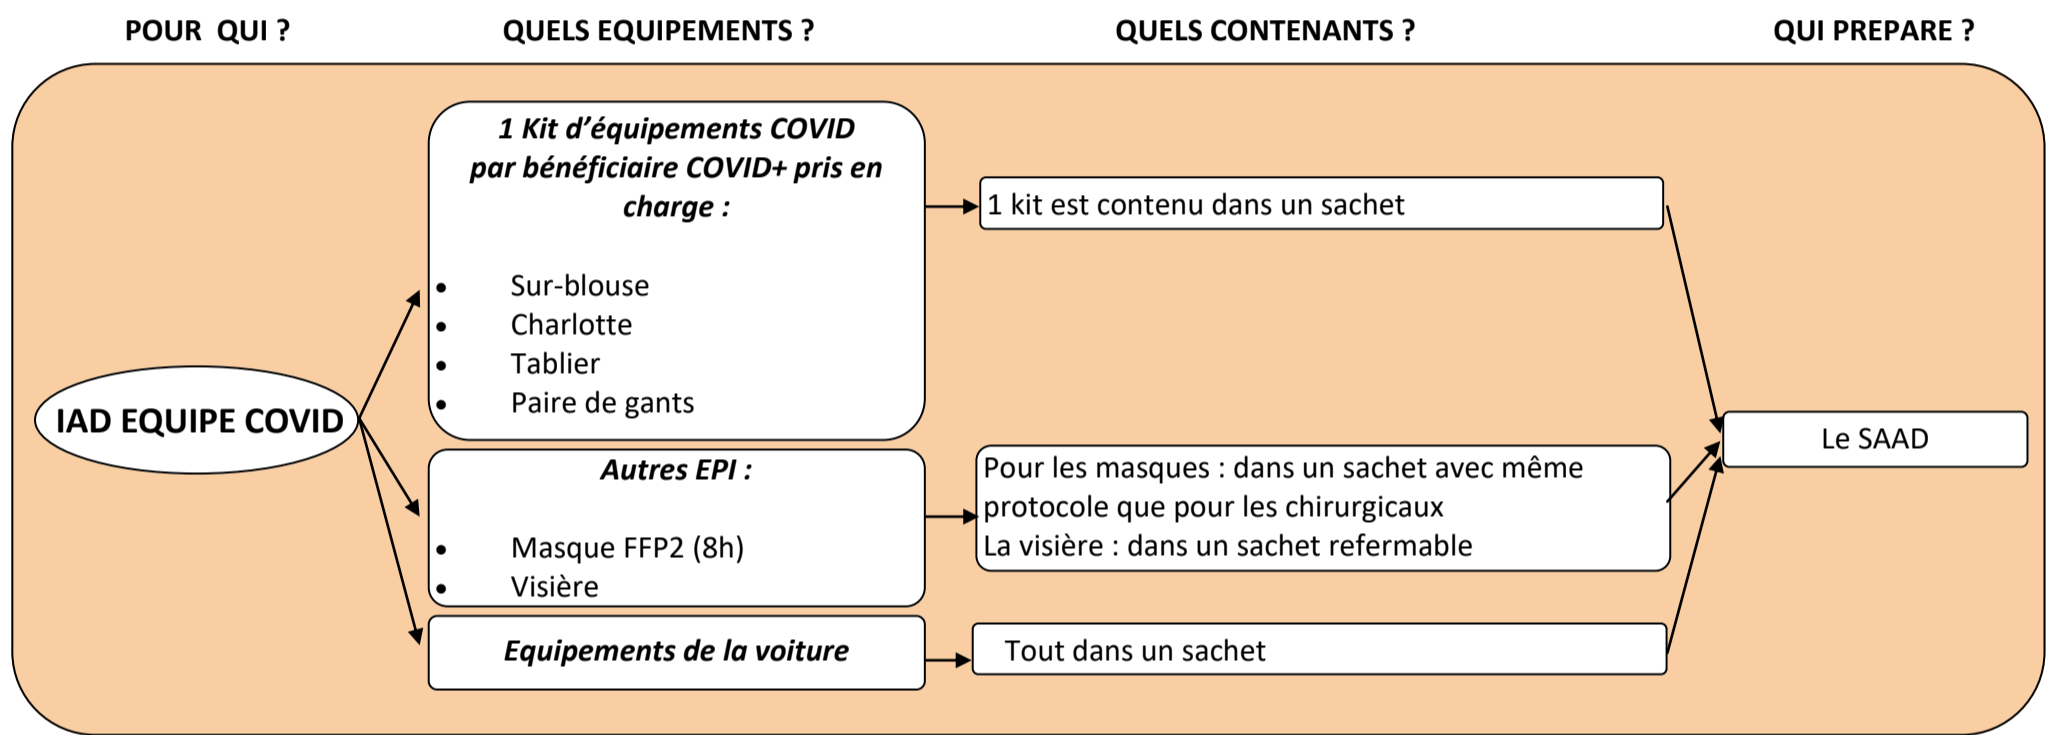 POUR QUI ?
QUELS EQUIPEMENTS ?
QUELS CONTENANTS ?
QUI PREPARE ?
IAD EQUIPE COVID
1 Kit d’équipements COVID
par bénéficiaire COVID+ pris en
charge :
• Sur-blouse
• Charlotte
• Tablier
• Paire de gants
1 kit est contenu dans un sachet
Autres EPI :
• Masque FFP2 (8h)
• Visière
Pour les masques : dans un sachet avec même
protocole que pour les chirurgicaux
La visière : dans un sachet refermable
Equipements de la voiture
Tout dans un sachet
Le SAAD